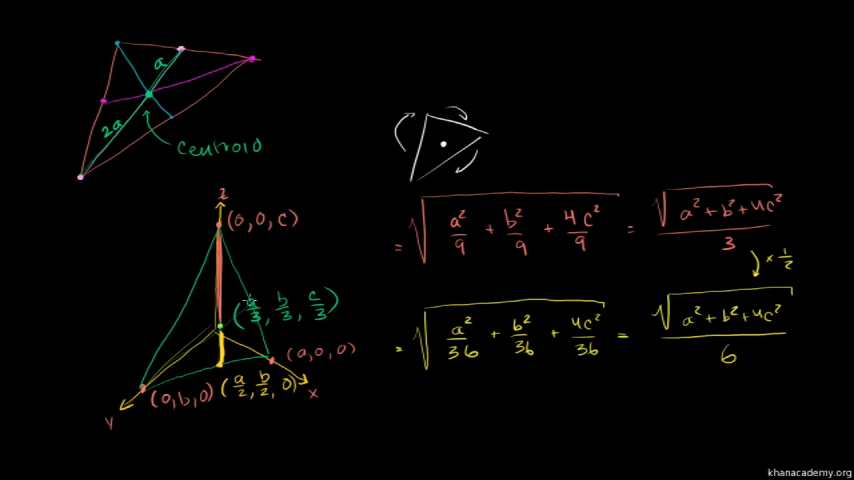 a
2a
Centroid
z
(0,0,c)
(a/3, b/3, c/3)
(a,0,0)
(0,b,0)
(a/2, b/2, 0)
x
y
= √(a²/9 + b²/9 + 4c²/9) = √(a²+b²+4c²)/3
× 1/2
= √(a²/36 + b²/36 + 4c²/36) = √(a²+b²+4c²)/6
khanacademy.org